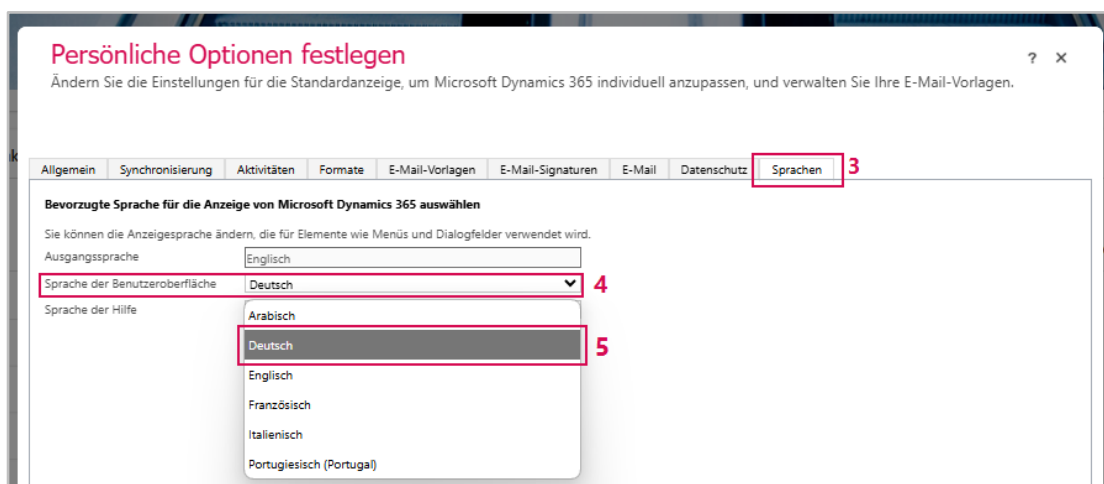 Persönliche Optionen festlegen
? ×
Ändern Sie die Einstellungen für die Standardanzeige, um Microsoft Dynamics 365 individuell anzupassen, und verwalten Sie Ihre E-Mail-Vorlagen.
Allgemein Synchronisierung Aktivitäten Formate E-Mail-Vorlagen E-Mail-Signaturen E-Mail Datenschutz Sprachen 3
Bevorzugte Sprache für die Anzeige von Microsoft Dynamics 365 auswählen
Sie können die Anzeigesprache ändern, die für Elemente wie Menüs und Dialogfelder verwendet wird.
Ausgangssprache Englisch
Sprache der Benutzeroberfläche Deutsch 4
Sprache der Hilfe
Arabisch
Deutsch 5
Englisch
Französisch
Italienisch
Portugiesisch (Portugal)